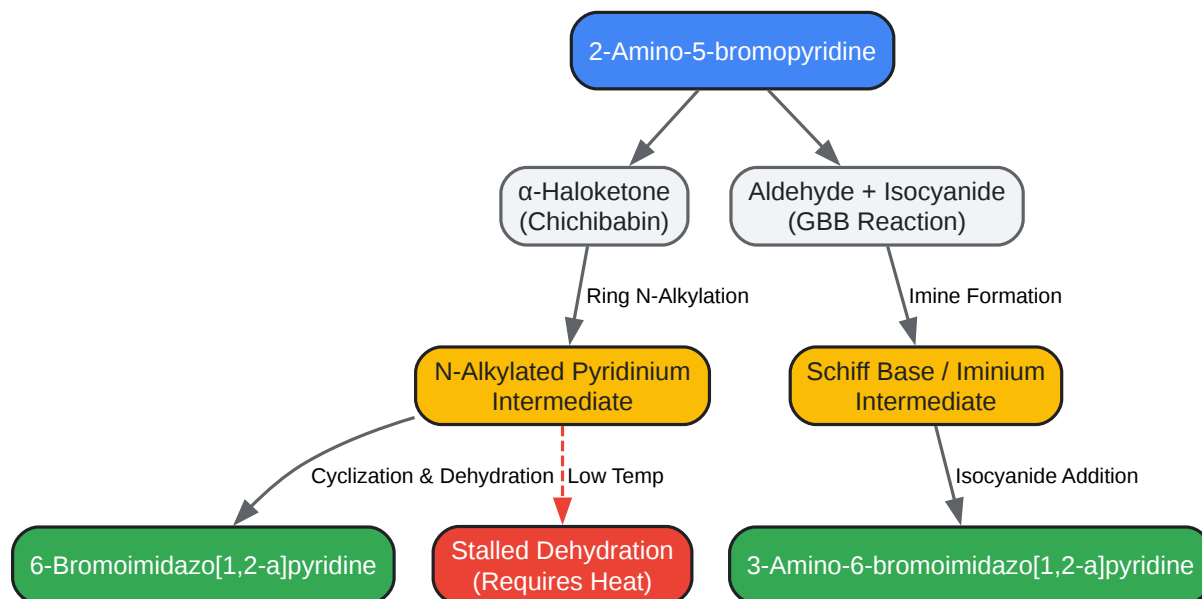 2-Amino-5-bromopyridine
α-Haloketone
(Chichibabin)
Aldehyde + Isocyanide
(GBB Reaction)
Ring N-Alkylation
Imine Formation
N-Alkylated Pyridinium
Intermediate
Schiff Base / Iminium
Intermediate
Cyclization & Dehydration
Low Temp
Isocyanide Addition
6-Bromoimidazo[1,2-a]pyridine
Stalled Dehydration
(Requires Heat)
3-Amino-6-bromoimidazo[1,2-a]pyridine